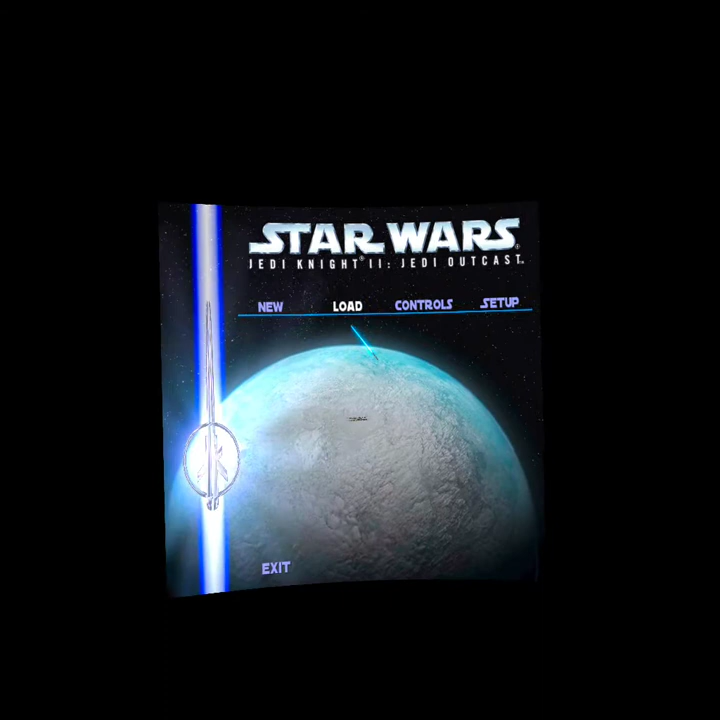 STAR WARS®
JEDI KNIGHT® II: JEDI OUTCAST™
NEW LOAD CONTROLS SETUP
EXIT